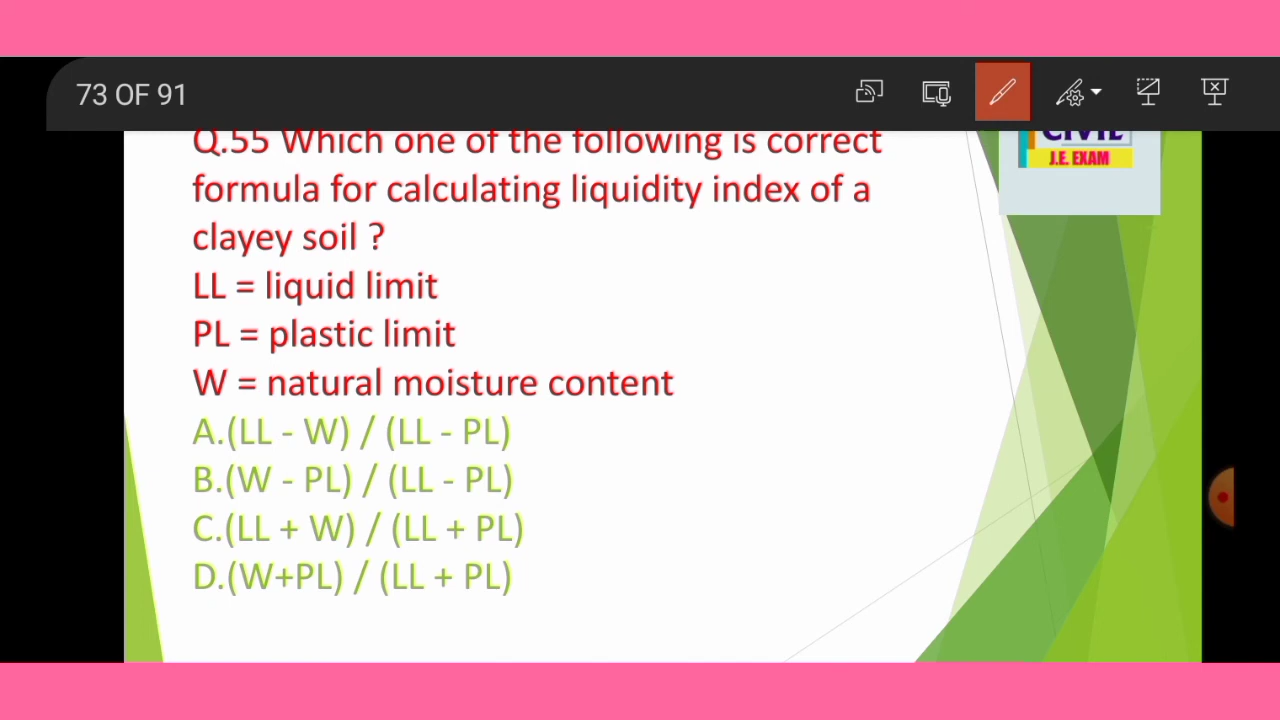 73 OF 91
Q.55 Which one of the following is correct
formula for calculating liquidity index of a
clayey soil ?
LL = liquid limit
PL = plastic limit
W = natural moisture content
A.(LL - W) / (LL - PL)
B.(W - PL) / (LL - PL)
C.(LL + W) / (LL + PL)
D.(W+PL) / (LL + PL)
CIVIL
J.E. EXAM